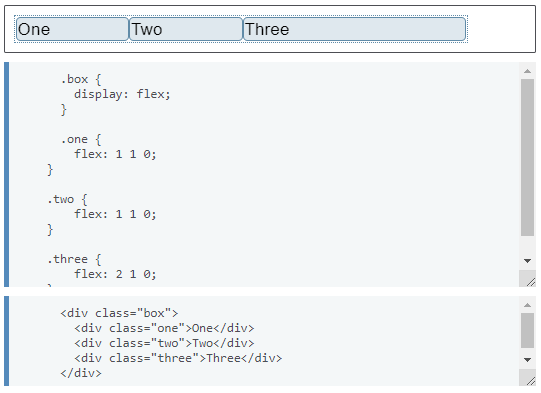 One Two Three
.box {
display: flex;
}
.one {
flex: 1 1 0;
}
.two {
flex: 1 1 0;
}
.three {
flex: 2 1 0;
<div class="box">
<div class="one">One</div>
<div class="two">Two</div>
<div class="three">Three</div>
</div>